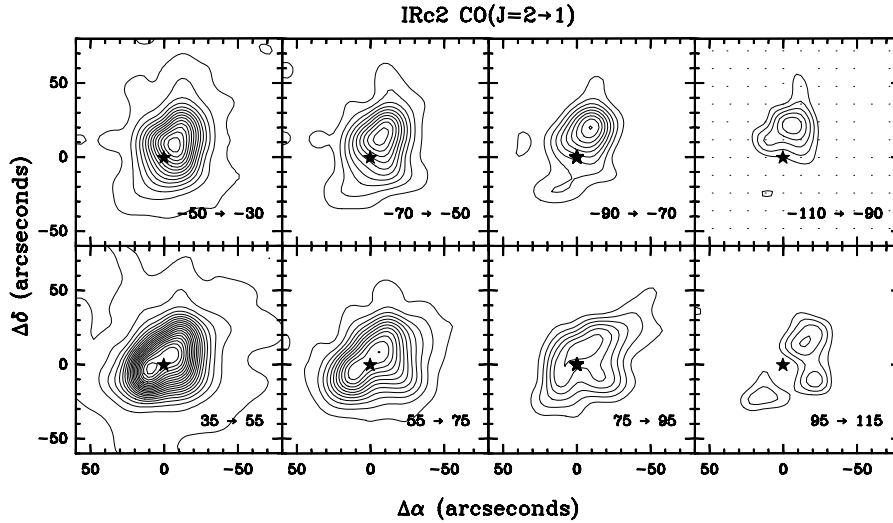 IRc2 CO(J=2→1)
50
0
−50
−50 → −30
−70 → −50
−90 → −70
−110 → −90
50
0
−50
35 → 55
55 → 75
75 → 95
95 → 115
50 0 −50
50 0 −50
50 0 −50
50 0 −50
Δδ (arcseconds)
Δα (arcseconds)